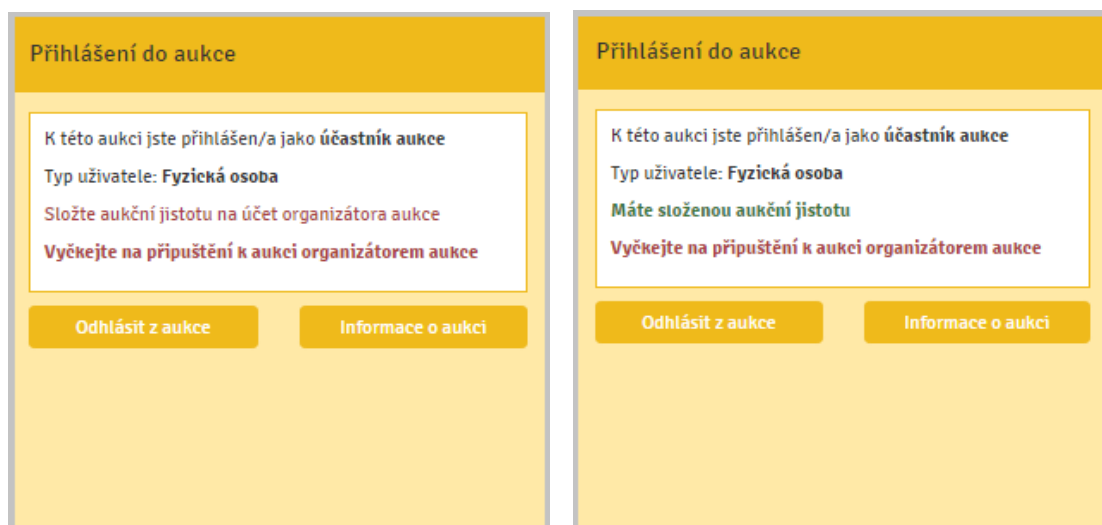 Přihlášení do aukce
K této aukci jste přihlášen/a jako účastník aukce
Typ uživatele: Fyzická osoba
Složte aukční jistotu na účet organizátora aukce
Vyčkejte na připuštění k aukci organizátorem aukce
Odhlásit z aukce
Informace o aukci
Přihlášení do aukce
K této aukci jste přihlášen/a jako účastník aukce
Typ uživatele: Fyzická osoba
Máte složenou aukční jistotu
Vyčkejte na připuštění k aukci organizátorem aukce
Odhlásit z aukce
Informace o aukci